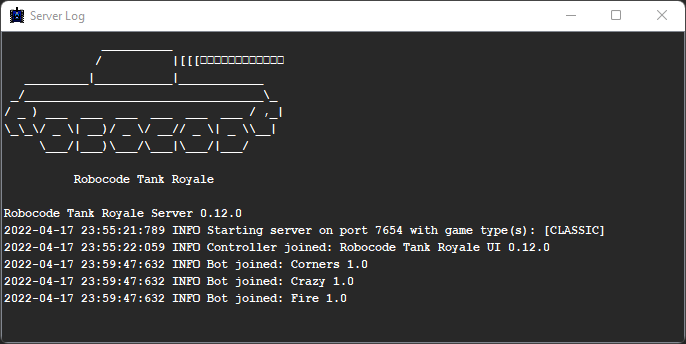 Server Log
Robocode Tank Royale
Robocode Tank Royale Server 0.12.0
2022-04-17 23:55:21:789 INFO Starting server on port 7654 with game type(s): [CLASSIC]
2022-04-17 23:55:22:059 INFO Controller joined: Robocode Tank Royale UI 0.12.0
2022-04-17 23:59:47:632 INFO Bot joined: Corners 1.0
2022-04-17 23:59:47:632 INFO Bot joined: Crazy 1.0
2022-04-17 23:59:47:632 INFO Bot joined: Fire 1.0